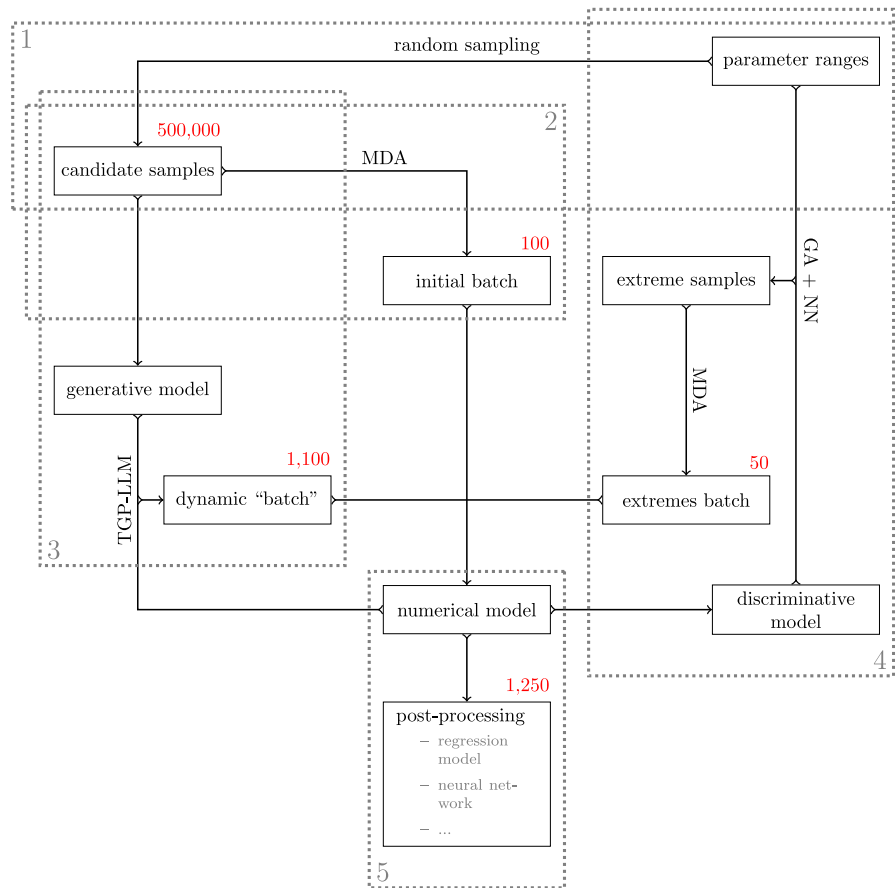 1
random sampling
parameter ranges
2
500,000
candidate samples
MDA
100
initial batch
extreme samples
GA + NN
generative model
MDA
TGP-LLM
1,100
dynamic “batch”
50
extremes batch
3
numerical model
discriminative
model
4
1,250
post-processing
– regression
model
– neural net-
work
– ...
5